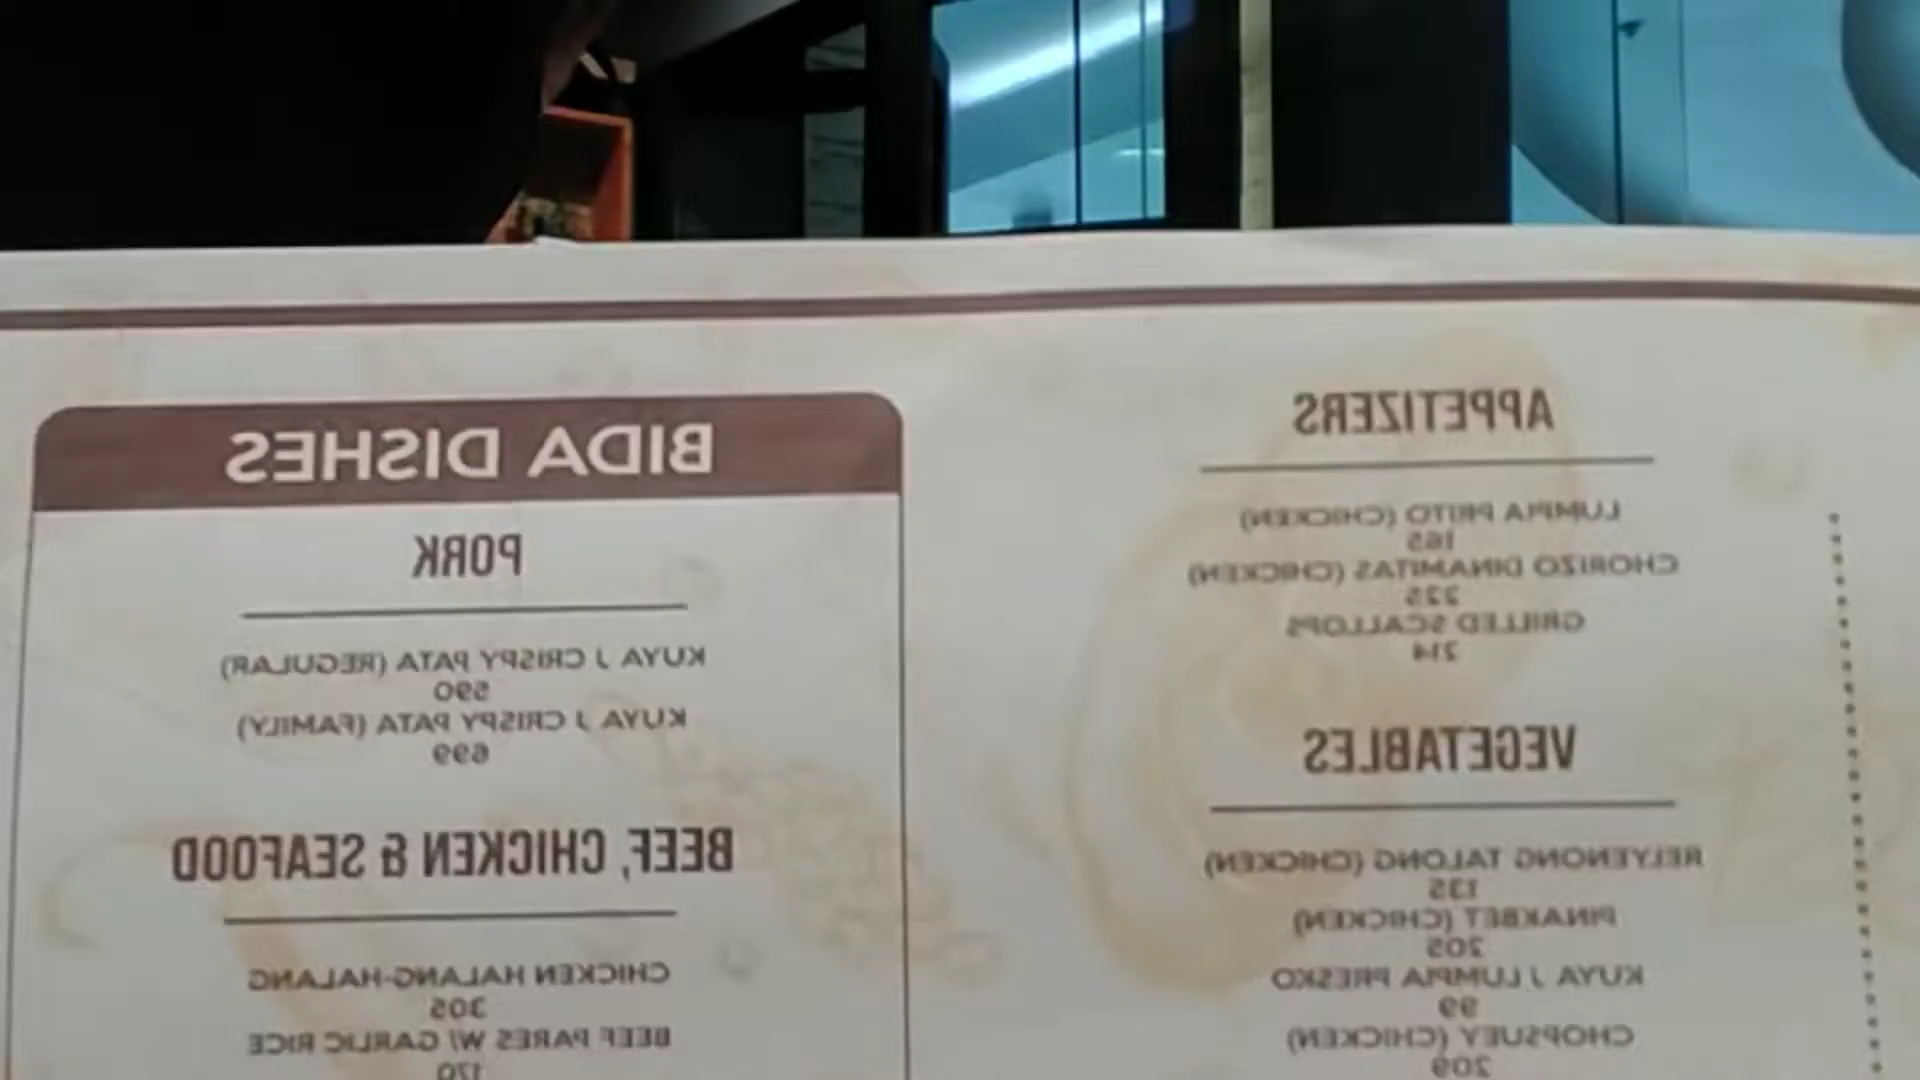 BIDA DISHES
PORK
KUYA J CRISPY PATA (REGULAR)
590
KUYA J CRISPY PATA (FAMILY)
699
BEEF, CHICKEN & SEAFOOD
CHICKEN HALANG-HALANG
305
BEEF PARES W/ GARLIC RICE
170
APPETIZERS
LUMPIA PRITO (CHICKEN)
165
CHORIZO DINAMITAS (CHICKEN)
225
GRILLED SCALLOPS
214
VEGETABLES
RELYENONG TALONG (CHICKEN)
135
PINAKBET (CHICKEN)
205
KUYA J LUMPIA PRESKO
99
CHOPSUEY (CHICKEN)
209